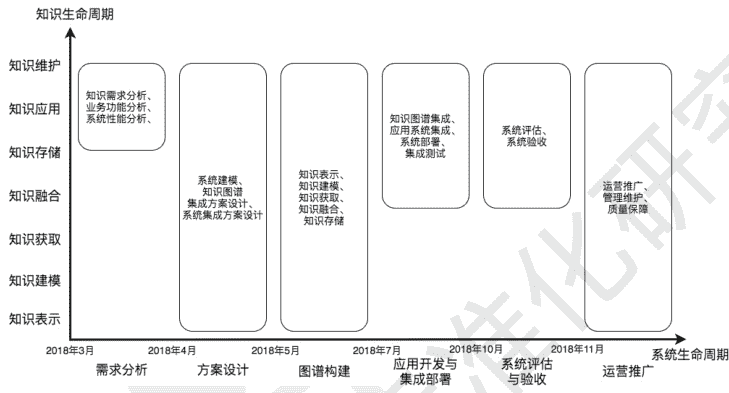 知识生命周期
知识维护
知识应用
知识存储
知识融合
知识获取
知识建模
知识表示
知识需求分析、
业务功能分析、
系统性能分析、
系统建模、
知识图谱
集成方案设计、
系统集成方案设计
知识表示、
知识建模、
知识获取、
知识融合、
知识存储
知识图谱集成、
应用系统集成、
系统部署、
集成测试
系统评估、
系统验收
运营推广、
管理维护、
质量保障
2018年3月
2018年4月
2018年5月
2018年7月
2018年10月
2018年11月
系统生命周期
需求分析
方案设计
图谱构建
应用开发与
集成部署
系统评估
与验收
运营推广
准化研究